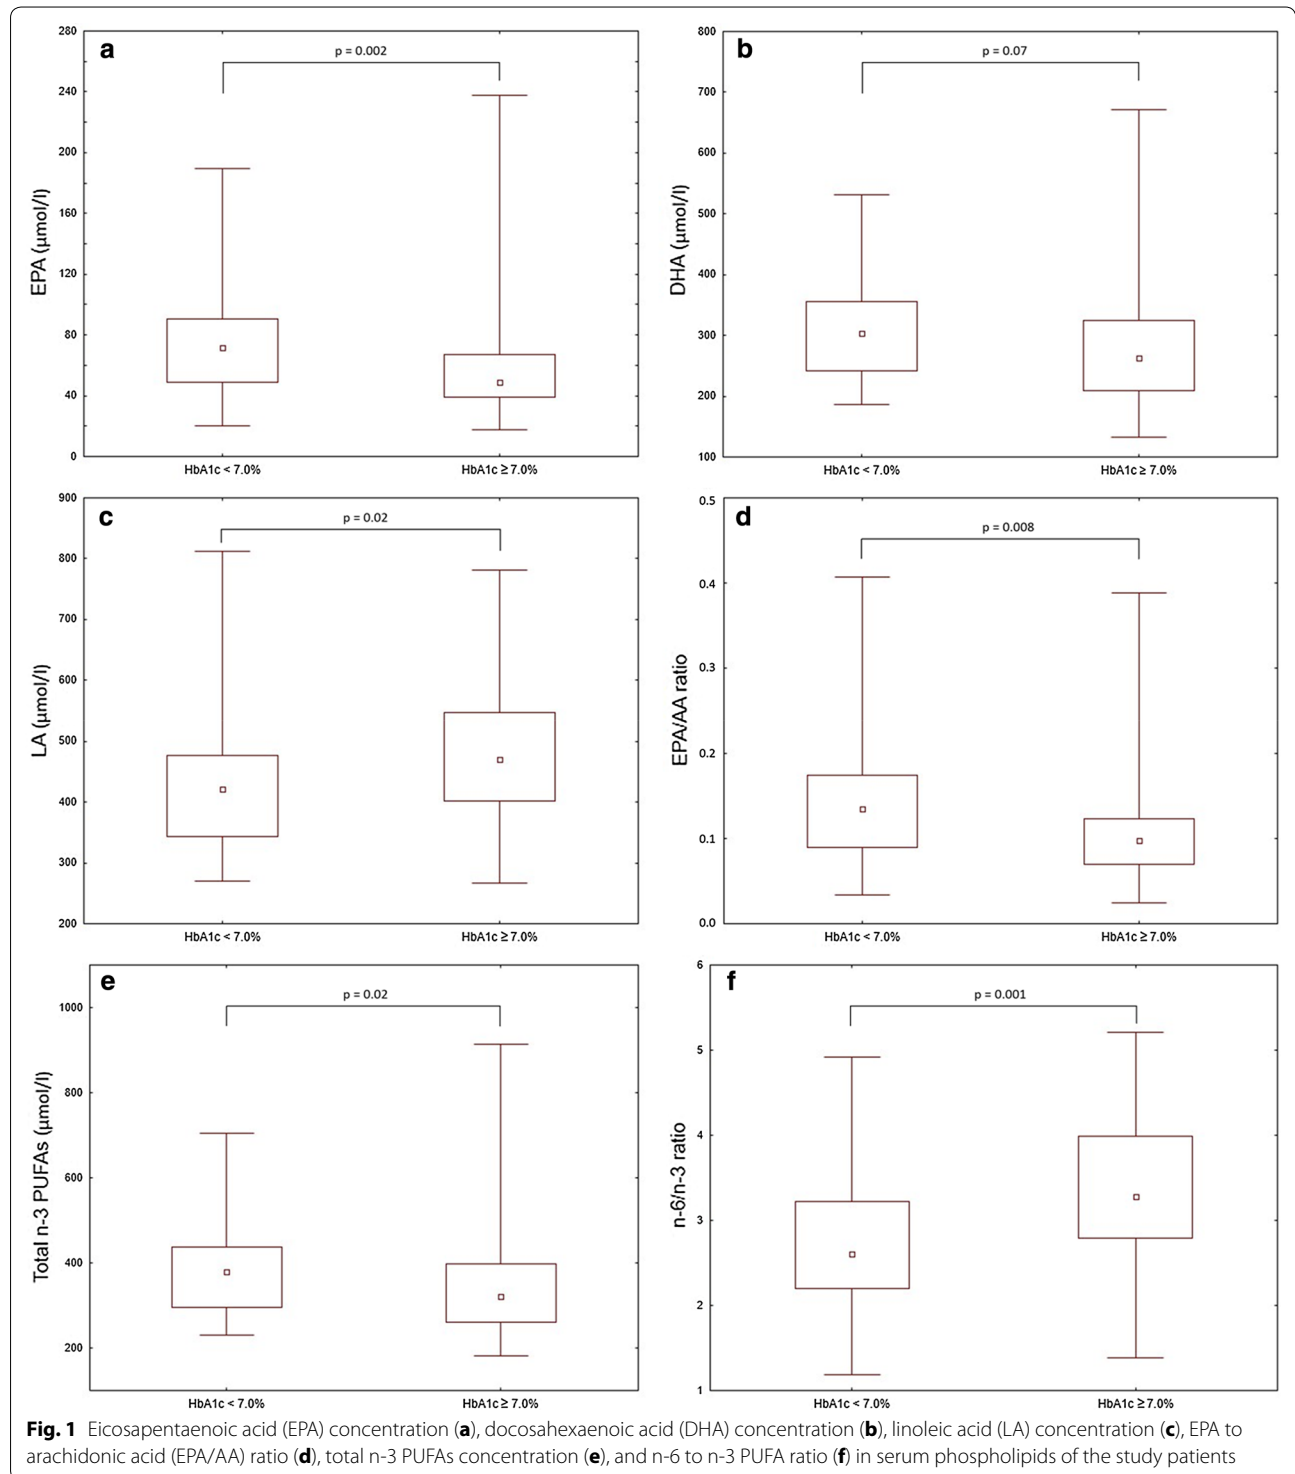 a
p = 0.002
280
240
200
160
120
80
40
0
EPA (µmol/l)
HbA1c < 7.0%
HbA1c ≥ 7.0%
b
p = 0.07
800
700
600
500
400
300
200
100
DHA (µmol/l)
HbA1c < 7.0%
HbA1c ≥ 7.0%
c
p = 0.02
900
800
700
600
500
400
300
200
LA (µmol/l)
HbA1c < 7.0%
HbA1c ≥ 7.0%
d
p = 0.008
0.5
0.4
0.3
0.2
0.1
0.0
EPA/AA ratio
HbA1c < 7.0%
HbA1c ≥ 7.0%
e
p = 0.02
1000
800
600
400
200
Total n-3 PUFAs (µmol/l)
HbA1c < 7.0%
HbA1c ≥ 7.0%
f
p = 0.001
6
5
4
3
2
1
n-6/n-3 ratio
HbA1c < 7.0%
HbA1c ≥ 7.0%
Fig. 1 Eicosapentaenoic acid (EPA) concentration (a), docosahexaenoic acid (DHA) concentration (b), linoleic acid (LA) concentration (c), EPA to
arachidonic acid (EPA/AA) ratio (d), total n-3 PUFAs concentration (e), and n-6 to n-3 PUFA ratio (f) in serum phospholipids of the study patients